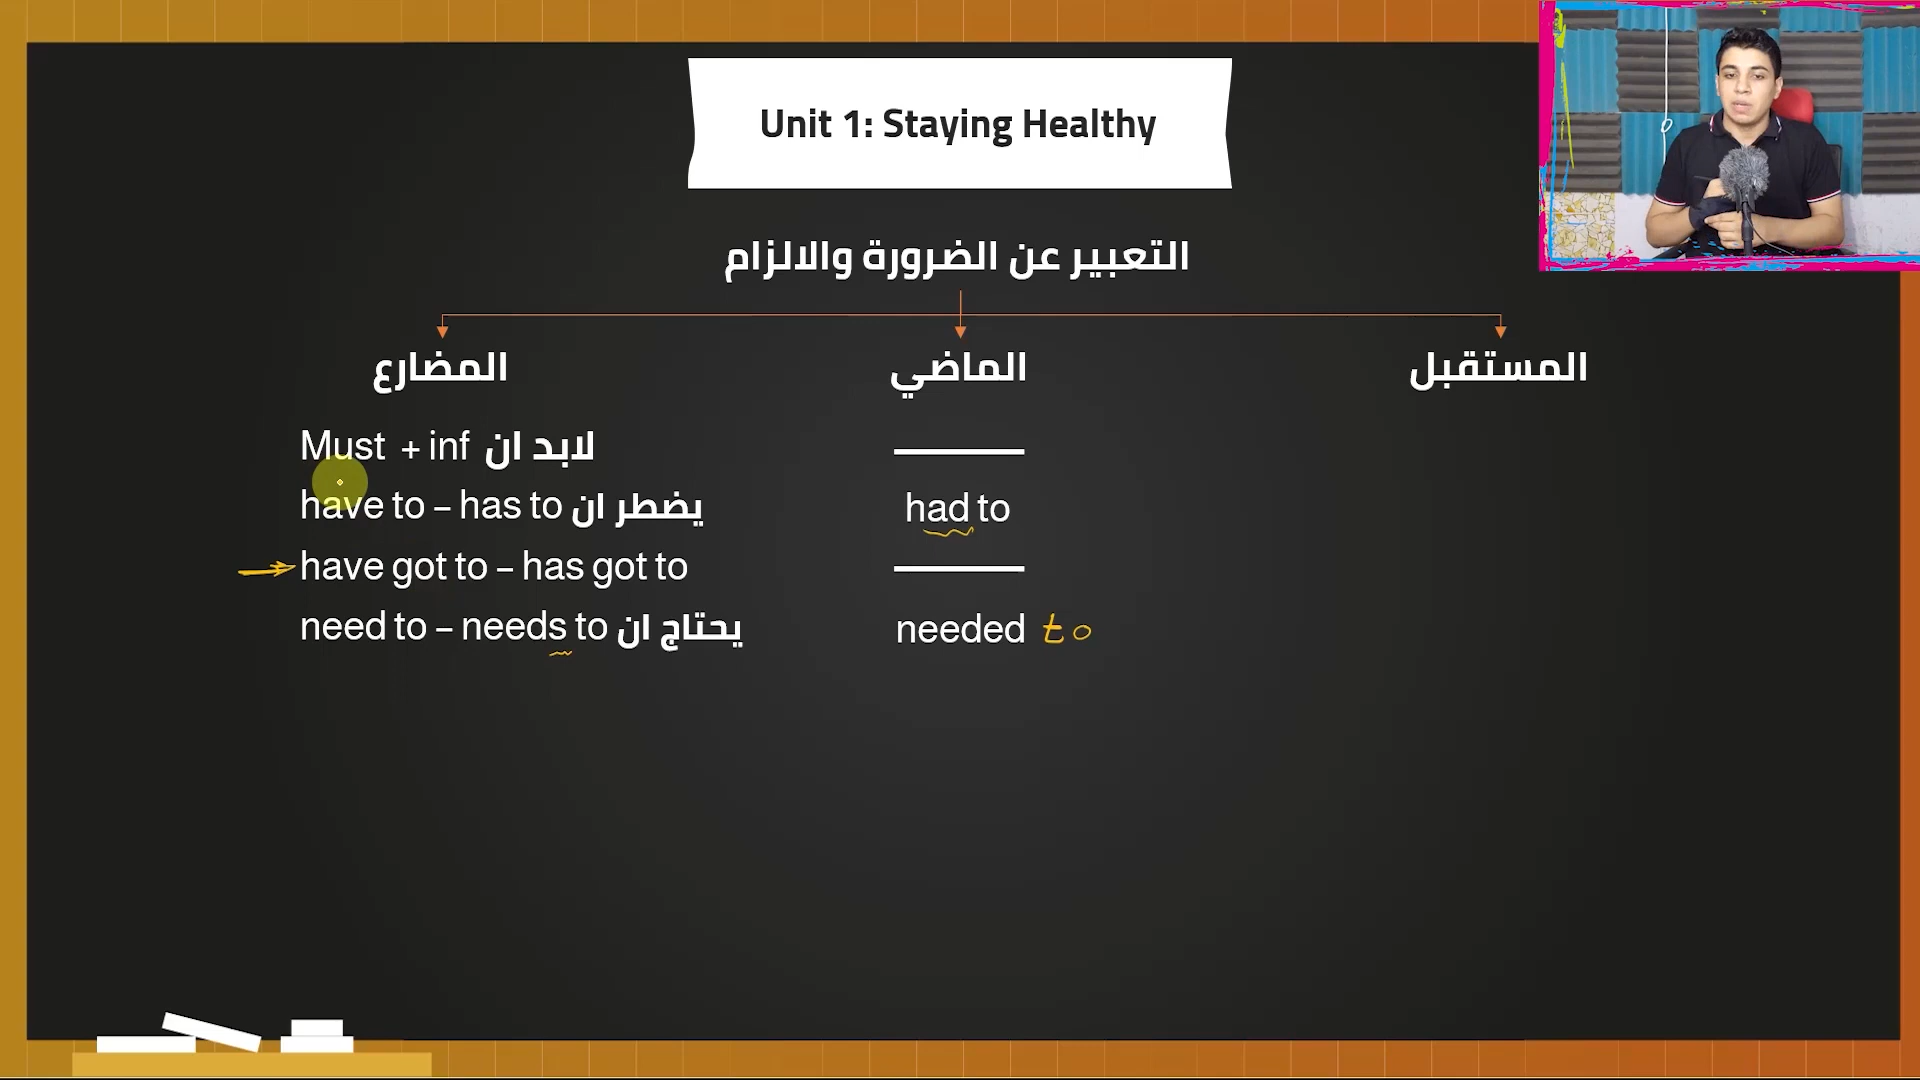 Unit 1: Staying Healthy
التعبير عن الضرورة والالزام
المضارع
الماضي
المستقبل
Must + inf لابد ان
have to – has to يضطر ان
had to
have got to – has got to
need to – needs to يحتاج ان
needed to